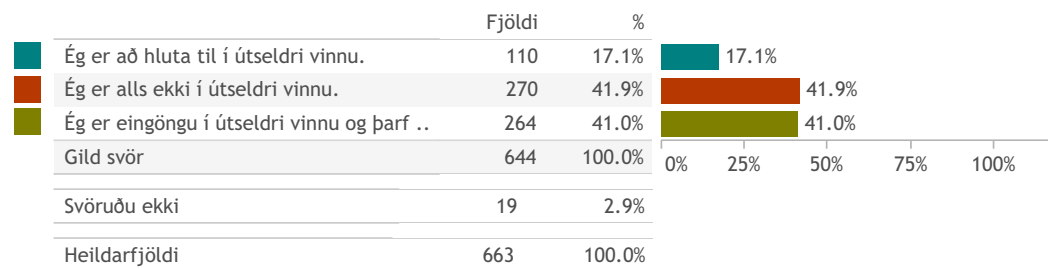 Fjöldi %
Ég er að hluta til í útseldri vinnu. 110 17.1% 17.1%
Ég er alls ekki í útseldri vinnu. 270 41.9% 41.9%
Ég er eingöngu í útseldri vinnu og þarf .. 264 41.0% 41.0%
Gild svör 644 100.0%
0% 25% 50% 75% 100%
Svöruðu ekki 19 2.9%
Heildarfjöldi 663 100.0%